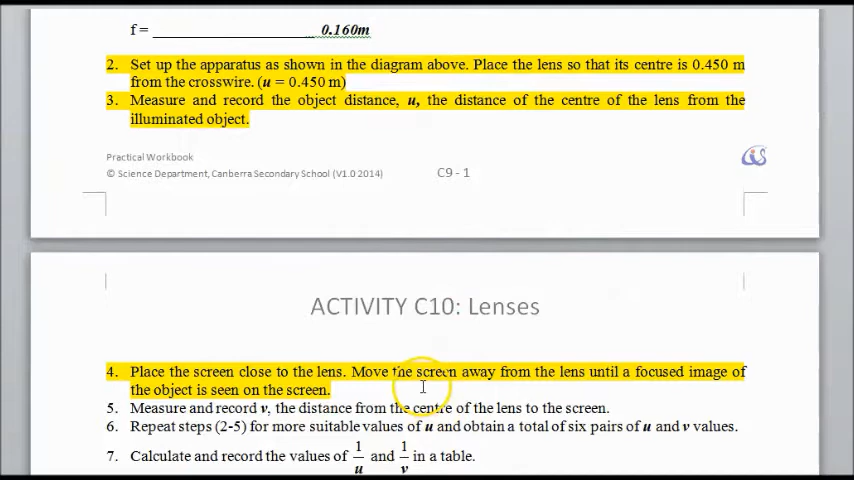 f = ____________________ 0.160m
2. Set up the apparatus as shown in the diagram above. Place the lens so that its centre is 0.450 m
from the crosswire. (u = 0.450 m)
3. Measure and record the object distance, u, the distance of the centre of the lens from the
illuminated object.
Practical Workbook
© Science Department, Canberra Secondary School (V1.0 2014) C9 - 1
ACTIVITY C10: Lenses
4. Place the screen close to the lens. Move the screen away from the lens until a focused image of
the object is seen on the screen.
5. Measure and record v, the distance from the centre of the lens to the screen.
6. Repeat steps (2-5) for more suitable values of u and obtain a total of six pairs of u and v values.
7. Calculate and record the values of 1/u and 1/v in a table.